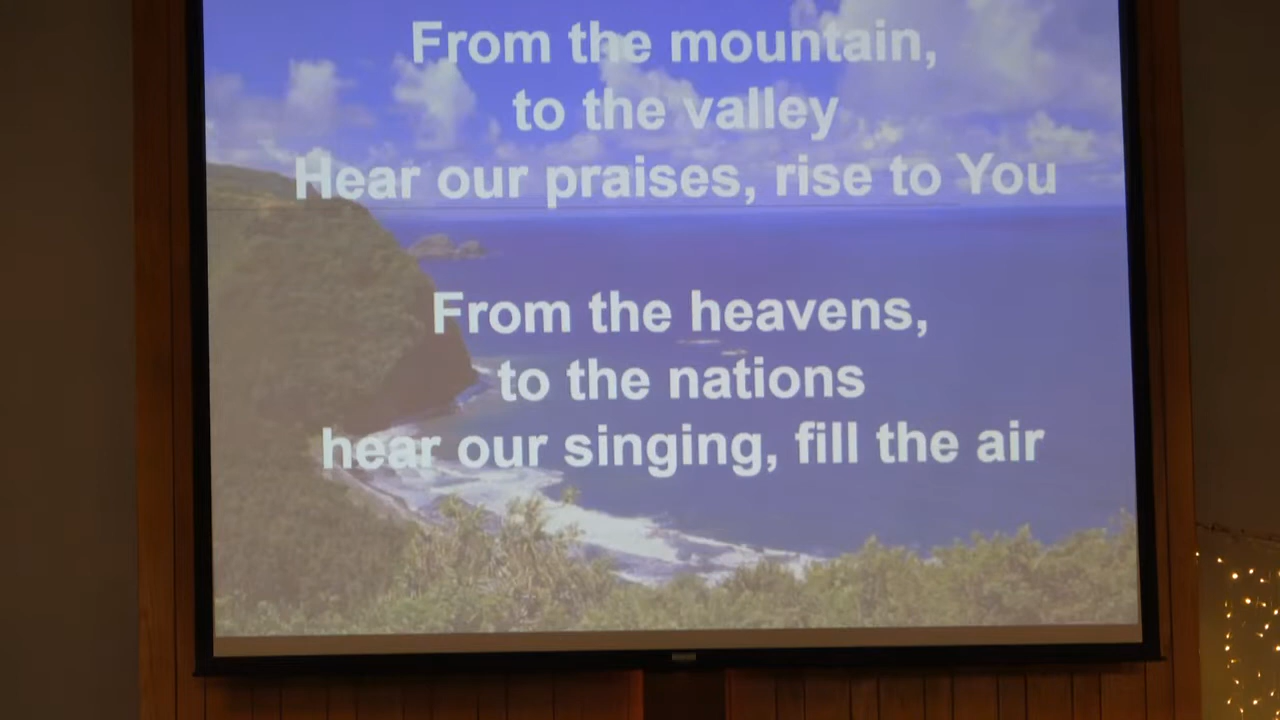 From the mountain,
to the valley
Hear our praises, rise to You
From the heavens,
to the nations
hear our singing, fill the air